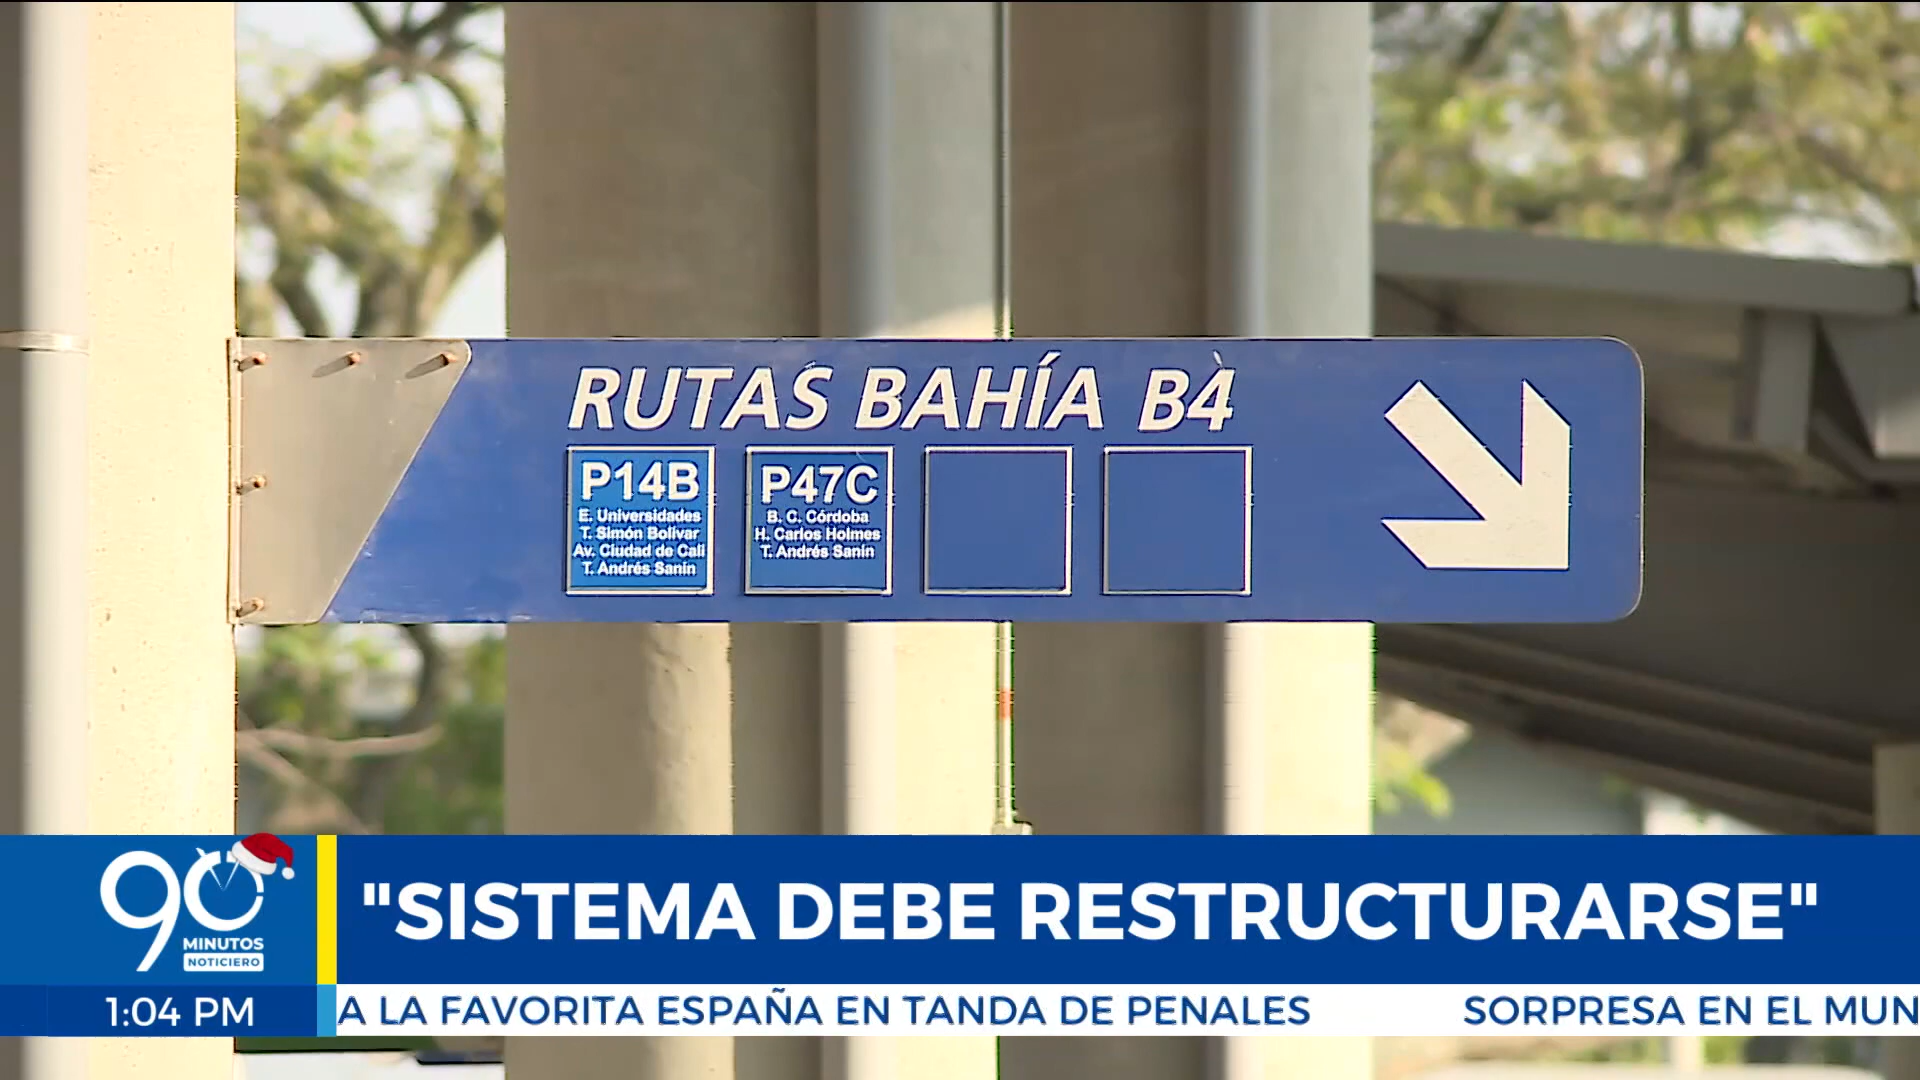 RUTAS BAHÍA B4
P14B
E. Universidades
T. Simón Bolívar
Av. Ciudad de Cali
T. Andrés Sanín
P47C
B. C. Córdoba
H. Carlos Holmes
T. Andrés Sanín
90
MINUTOS
NOTICIERO
"SISTEMA DEBE RESTRUCTURARSE"
1:04 PM
A LA FAVORITA ESPAÑA EN TANDA DE PENALES SORPRESA EN EL MUN